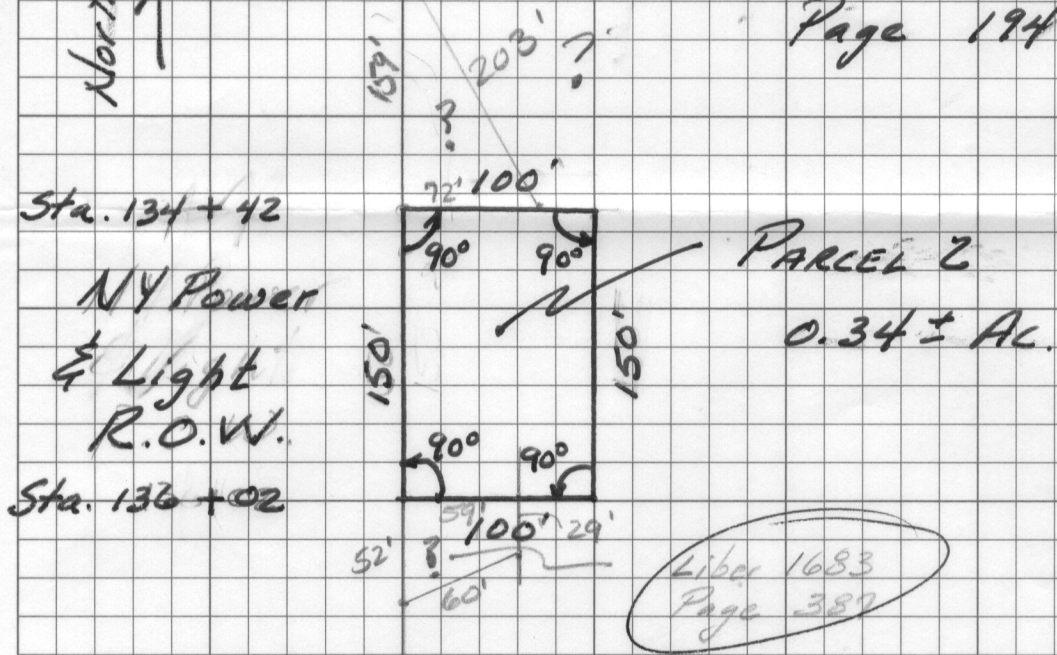 North
Page 194
159'
203'
?
?
72'
100'
Sta. 134 + 42
90°
90°
PARCEL 2
0.34 ± AC.
NY Power
& Light
R.O.W.
150'
150'
90°
90°
Sta. 136 + 02
59'
100'
29'
52'
?
60'
Liber 1683
Page 387